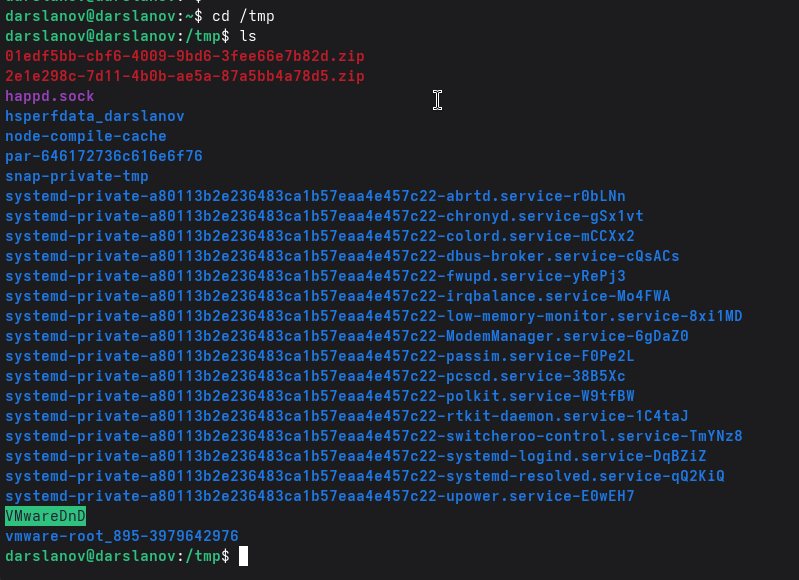 darslanov@darslanov:~$ cd /tmp
darslanov@darslanov:/tmp$ ls
01edf5bb-cbf6-4009-9bd6-3fee66e7b82d.zip
2e1e298c-7d11-4b0b-ae5a-87a5bb4a78d5.zip
happd.sock
hsperfdata_darslanov
node-compile-cache
par-646172736c616e6f76
snap-private-tmp
systemd-private-a80113b2e236483ca1b57eaa4e457c22-abrtd.service-r0bLNn
systemd-private-a80113b2e236483ca1b57eaa4e457c22-chronyd.service-gSx1vt
systemd-private-a80113b2e236483ca1b57eaa4e457c22-colord.service-mCCXx2
systemd-private-a80113b2e236483ca1b57eaa4e457c22-dbus-broker.service-cQsACs
systemd-private-a80113b2e236483ca1b57eaa4e457c22-fwupd.service-yRePj3
systemd-private-a80113b2e236483ca1b57eaa4e457c22-irqbalance.service-Mo4FWA
systemd-private-a80113b2e236483ca1b57eaa4e457c22-low-memory-monitor.service-8xi1MD
systemd-private-a80113b2e236483ca1b57eaa4e457c22-ModemManager.service-6gDaZ0
systemd-private-a80113b2e236483ca1b57eaa4e457c22-passim.service-F0Pe2L
systemd-private-a80113b2e236483ca1b57eaa4e457c22-pcscd.service-38B5Xc
systemd-private-a80113b2e236483ca1b57eaa4e457c22-polkit.service-W9tfBW
systemd-private-a80113b2e236483ca1b57eaa4e457c22-rtkit-daemon.service-1C4taJ
systemd-private-a80113b2e236483ca1b57eaa4e457c22-switcheroo-control.service-TmYNz8
systemd-private-a80113b2e236483ca1b57eaa4e457c22-systemd-logind.service-DqBZiZ
systemd-private-a80113b2e236483ca1b57eaa4e457c22-systemd-resolved.service-qQ2KiQ
systemd-private-a80113b2e236483ca1b57eaa4e457c22-upower.service-E0wEH7
VMwareDnD
vmware-root_895-3979642976
darslanov@darslanov:/tmp$